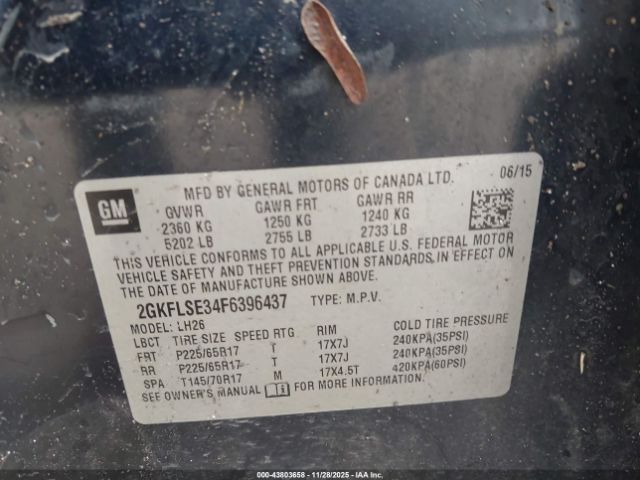 GM
MFD BY GENERAL MOTORS OF CANADA LTD. 06/15
GVWR GAWR FRT GAWR RR
2360 KG 1250 KG 1240 KG
5202 LB 2755 LB 2733 LB
THIS VEHICLE CONFORMS TO ALL APPLICABLE U.S. FEDERAL MOTOR
VEHICLE SAFETY AND THEFT PREVENTION STANDARDS IN EFFECT ON
THE DATE OF MANUFACTURE SHOWN ABOVE.
2GKFLSE34F6396437 TYPE: M.P.V.
MODEL: LH26
LBCT TIRE SIZE SPEED RTG RIM COLD TIRE PRESSURE
FRT P225/65R17 T 17X7J 240KPA(35PSI)
RR P225/65R17 T 17X7J 240KPA(35PSI)
SPA T145/70R17 M 17X4.5T 420KPA(60PSI)
SEE OWNER'S MANUAL FOR MORE INFORMATION.
000-43803658 - 11/28/2025 - IAAI.COM